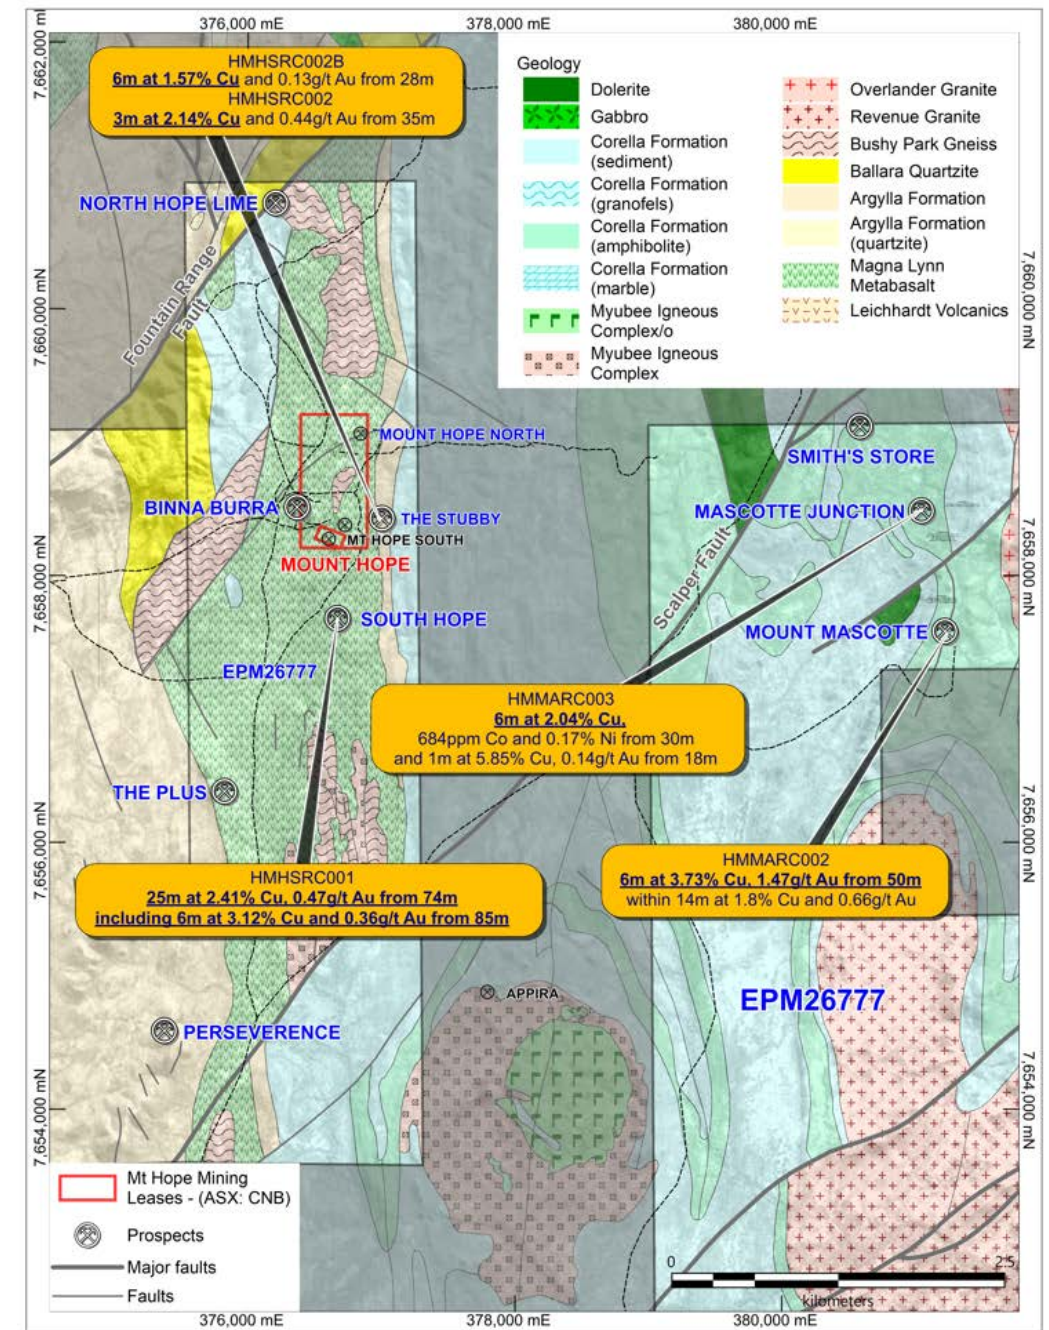 376,000 mE
378,000 mE
380,000 mE
7,662,000 mN
HMHSRC002B
6m at 1.57% Cu and 0.13g/t Au from 28m
HMHSRC002
3m at 2.14% Cu and 0.44g/t Au from 35m
Geology
Dolerite
Gabbro
Corella Formation
(sediment)
Corella Formation
(granofels)
Corella Formation
(amphibolite)
Corella Formation
(marble)
Myubee Igneous
Complex/o
Myubee Igneous
Complex
Overlander Granite
Revenue Granite
Bushy Park Gneiss
Ballara Quartzite
Argylla Formation
Argylla Formation
(quartzite)
Magna Lynn
Metabasalt
Leichhardt Volcanics
NORTH HOPE LIME
Fountain Range
Fault
7,660,000 mN
7,660,000 mN
MOUNT HOPE NORTH
SMITH'S STORE
BINNA BURRA
THE STUBBY
MT HOPE SOUTH
MOUNT HOPE
MASCOTTE JUNCTION
Scalper Fault
7,658,000 mN
7,658,000 mN
SOUTH HOPE
MOUNT MASCOTTE
EPM26777
HMMARC003
6m at 2.04% Cu,
684ppm Co and 0.17% Ni from 30m
and 1m at 5.85% Cu, 0.14g/t Au from 18m
THE PLUS
7,656,000 mN
7,656,000 mN
HMHSRC001
25m at 2.41% Cu, 0.47g/t Au from 74m
including 6m at 3.12% Cu and 0.36g/t Au from 85m
HMMARC002
6m at 3.73% Cu, 1.47g/t Au from 50m
within 14m at 1.8% Cu and 0.66g/t Au
APPIRA
EPM26777
PERSEVERENCE
7,654,000 mN
7,654,000 mN
Mt Hope Mining
Leases - (ASX: CNB)
Prospects
Major faults
Faults
0
2.5
kilometers
376,000 mE
378,000 mE
380,000 mE